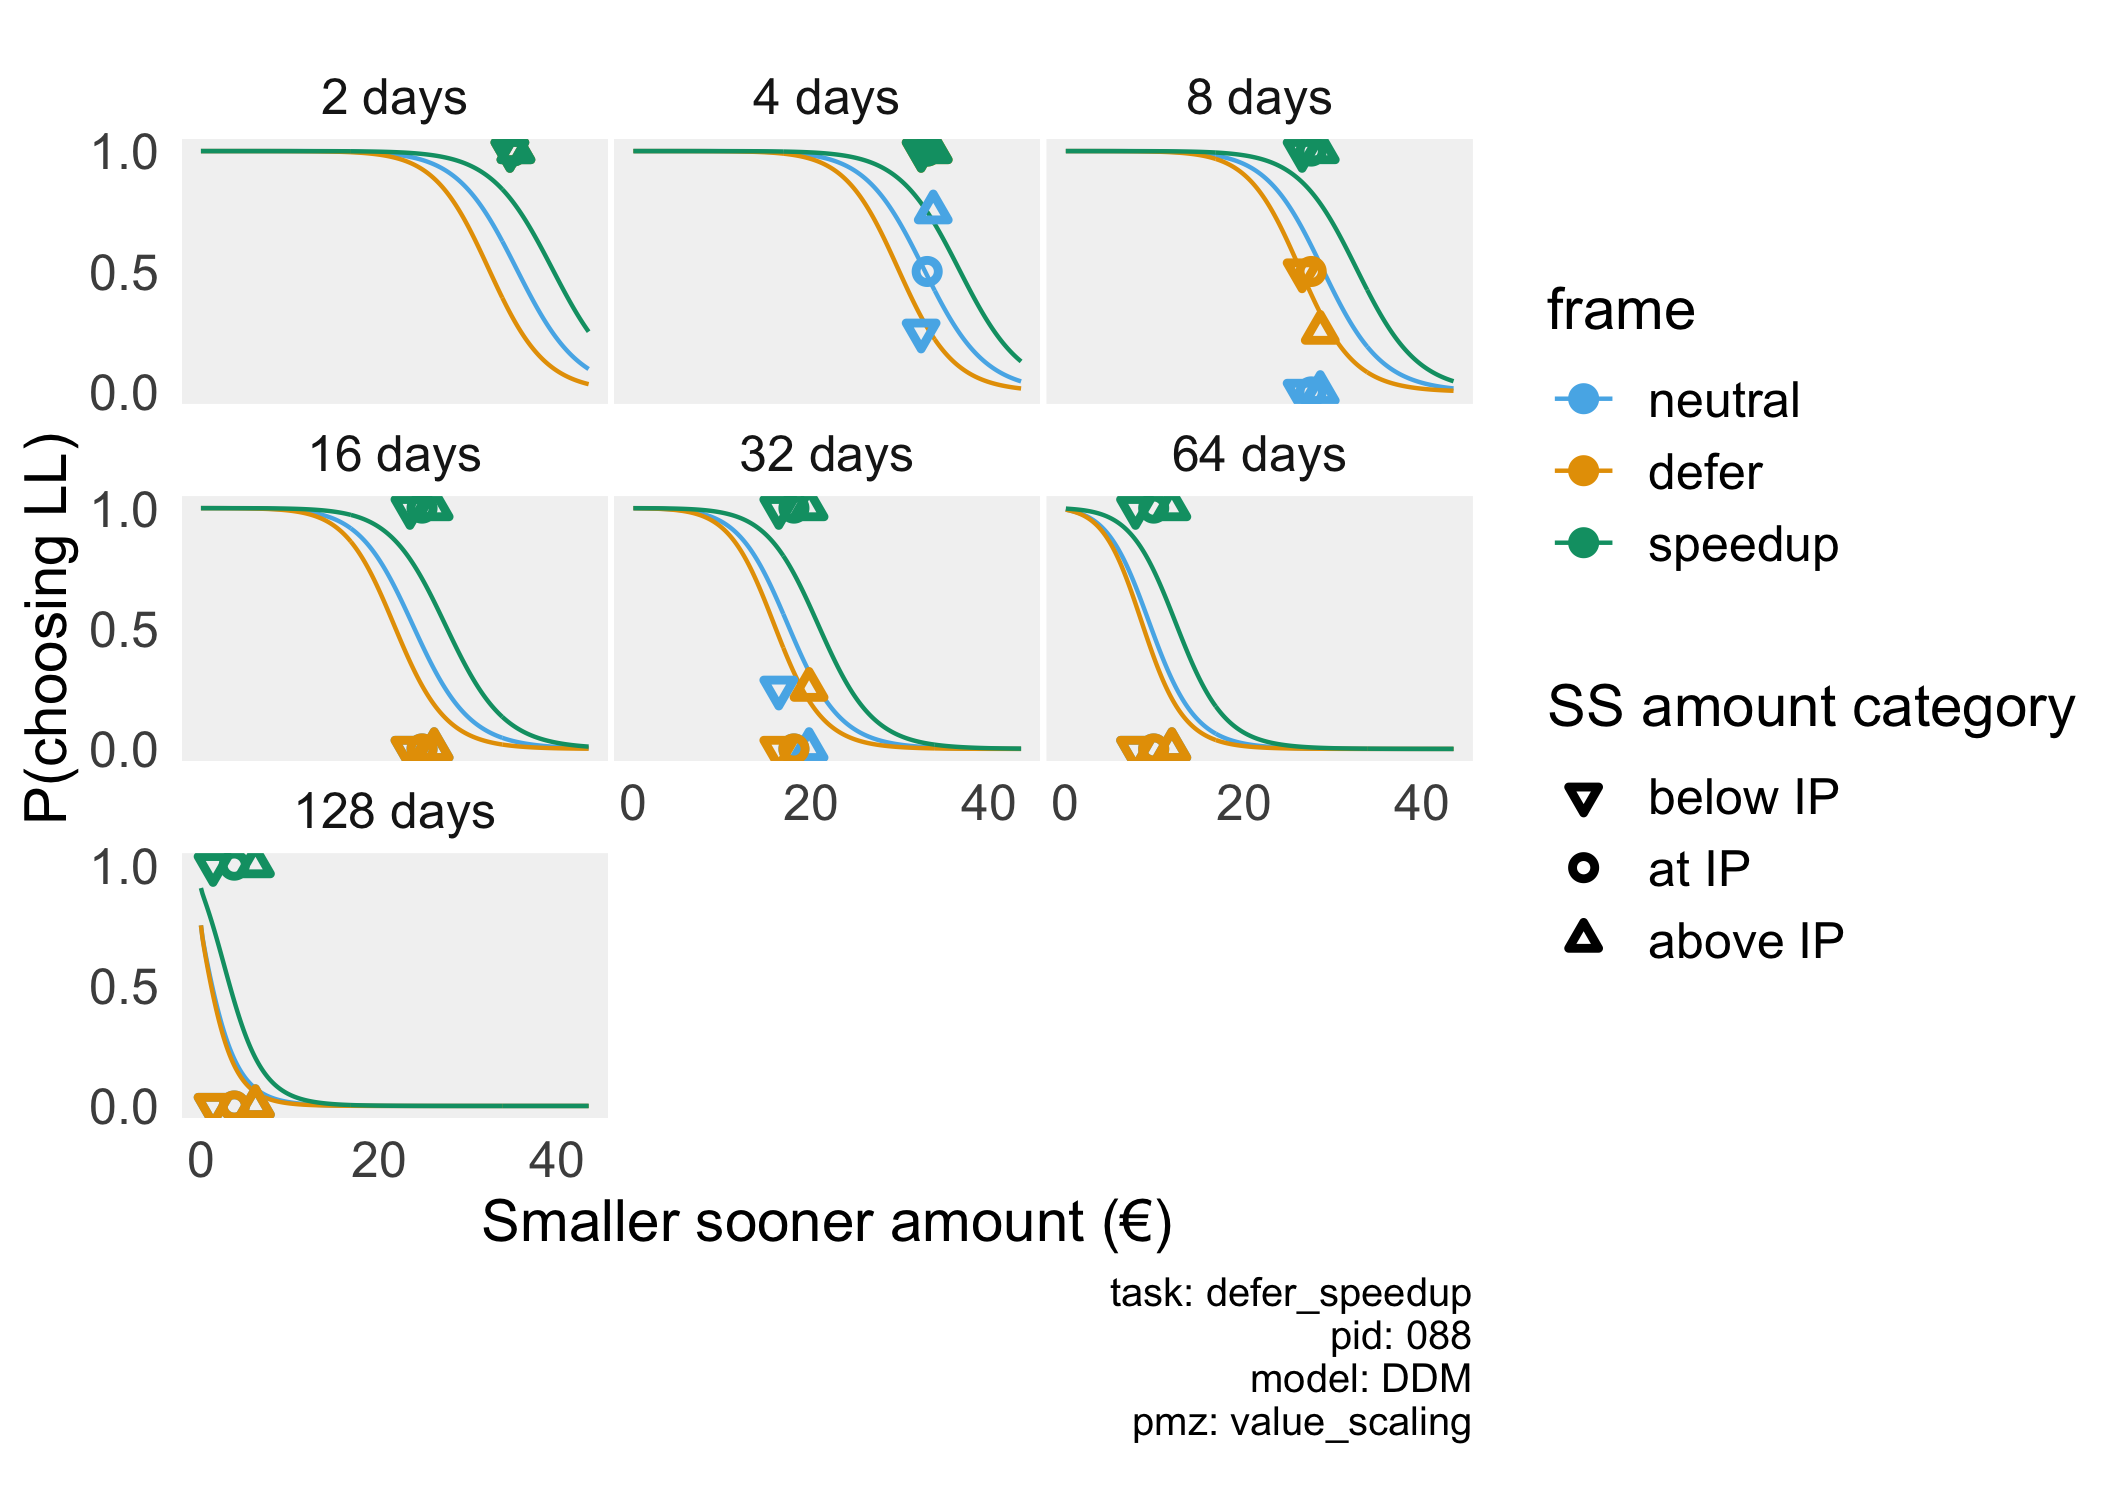 2 days
4 days
8 days
1.0
0.5
0.0
16 days
32 days
64 days
1.0
0.5
0.0
0
20
40
0
20
40
128 days
1.0
0.5
0.0
0
20
40
P(choosing LL)
Smaller sooner amount (€)
frame
neutral
defer
speedup
SS amount category
below IP
at IP
above IP
task: defer_speedup
pid: 088
model: DDM
pmz: value_scaling